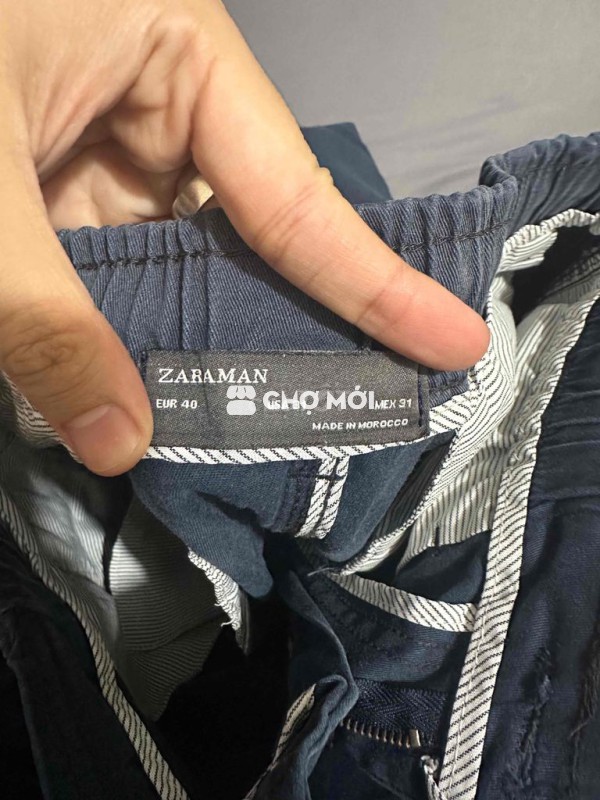 ZARAMAN
EUR 40 MEX 31
CHỢ MỚI
MADE IN MOROCCO